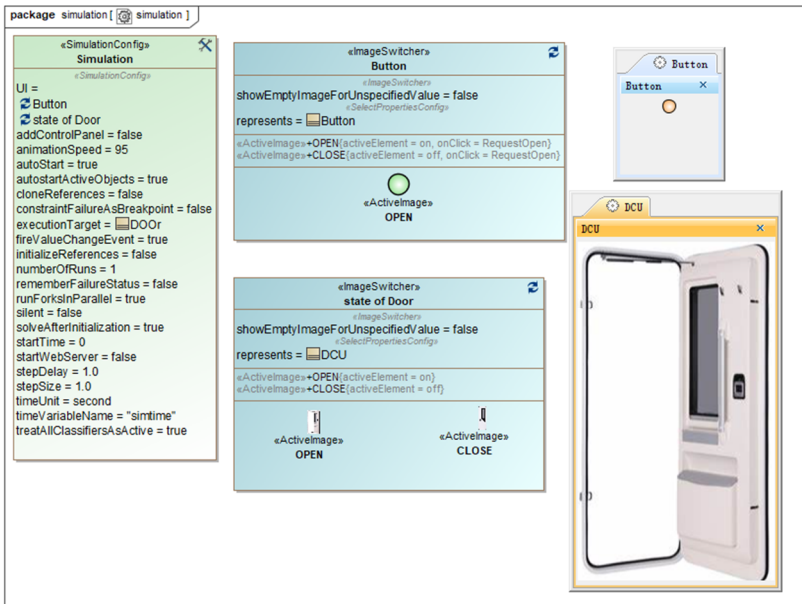 package simulation [ simulation ]
«SimulationConfig»
Simulation
«SimulationConfig»
UI =
Button
state of Door
addControlPanel = false
animationSpeed = 95
autoStart = true
autostartActiveObjects = true
cloneReferences = false
constraintFailureAsBreakpoint = false
executionTarget = DOOr
fireValueChangeEvent = true
initializeReferences = false
numberOfRuns = 1
rememberFailureStatus = false
runForksInParallel = true
silent = false
solveAfterInitialization = true
startTime = 0
startWebServer = false
stepDelay = 1.0
stepSize = 1.0
timeUnit = second
timeVariableName = "simtime"
treatAllClassifiersAsActive = true
«ImageSwitcher»
Button
«ImageSwitcher»
showEmptyImageForUnspecifiedValue = false
«SelectPropertiesConfig»
represents = Button
«ActiveImage»+OPEN{activeElement = on, onClick = RequestOpen}
«ActiveImage»+CLOSE{activeElement = off, onClick = RequestOpen}
«ActiveImage»
OPEN
«ImageSwitcher»
state of Door
«ImageSwitcher»
showEmptyImageForUnspecifiedValue = false
«SelectPropertiesConfig»
represents = DCU
«ActiveImage»+OPEN{activeElement = on}
«ActiveImage»+CLOSE{activeElement = off}
«ActiveImage»
OPEN
«ActiveImage»
CLOSE
Button
Button
DCU
DCU